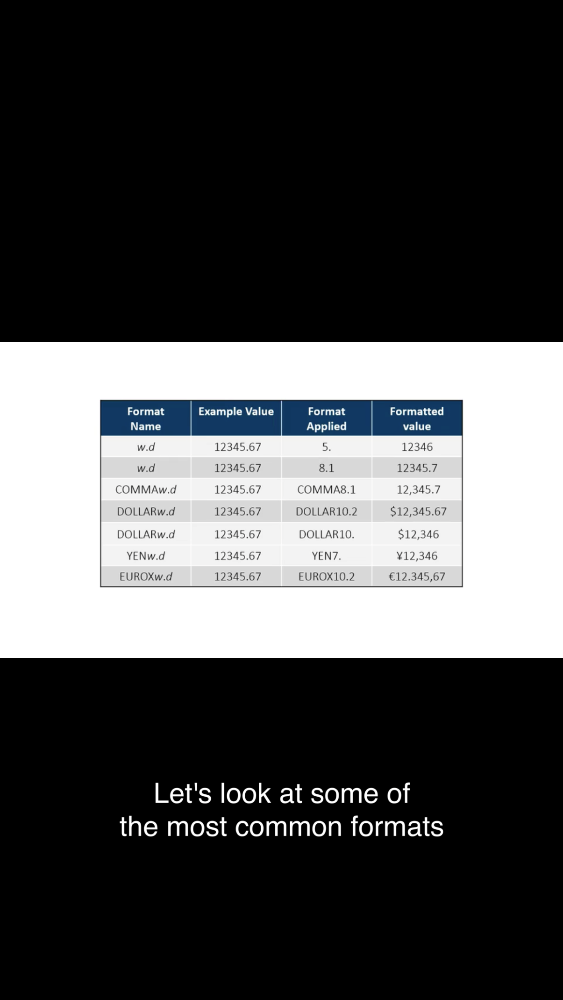 Format Name Example Value Format Applied Formatted value
w.d 12345.67 5. 12346
w.d 12345.67 8.1 12345.7
COMMAw.d 12345.67 COMMA8.1 12,345.7
DOLLARw.d 12345.67 DOLLAR10.2 $12,345.67
DOLLARw.d 12345.67 DOLLAR10. $12,346
YENw.d 12345.67 YEN7. ¥12,346
EUROXw.d 12345.67 EUROX10.2 €12.345,67
Let's look at some of
the most common formats